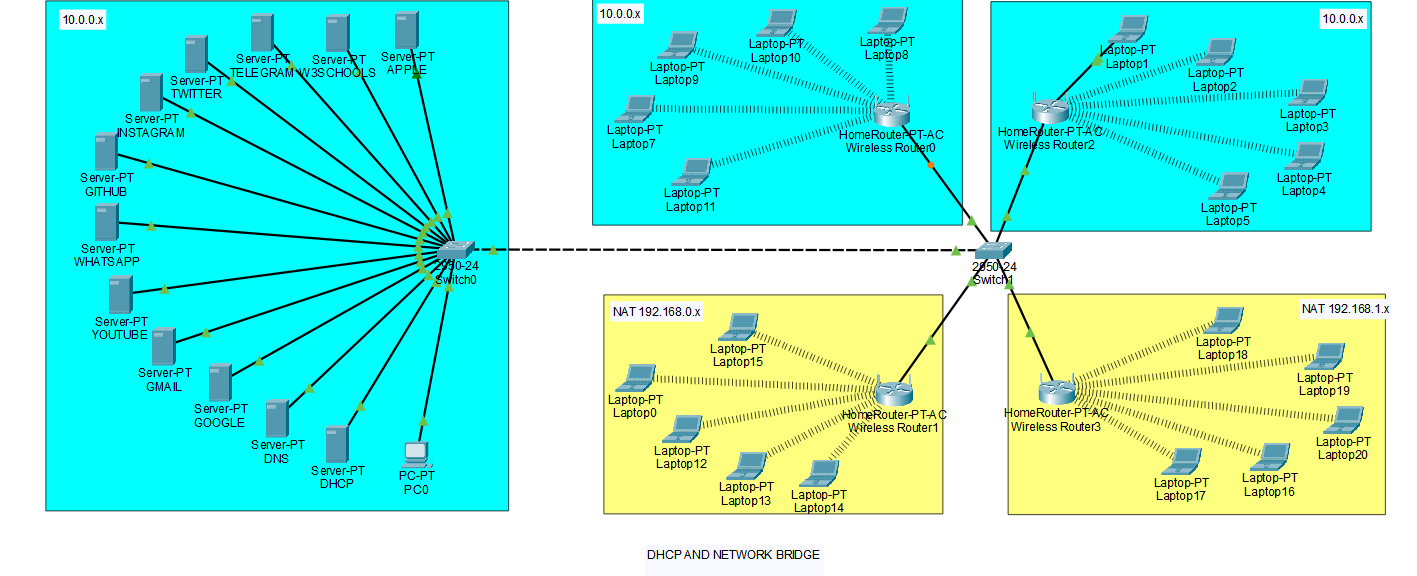 10.0.0.x
Server-PT
APPLE
Server-PT
W3SCHOOLS
Server-PT
TELEGRAM
Server-PT
TWITTER
Server-PT
INSTAGRAM
Server-PT
GITHUB
Server-PT
WHATSAPP
Server-PT
YOUTUBE
Server-PT
GMAIL
Server-PT
GOOGLE
Server-PT
DNS
Server-PT
DHCP
PC-PT
PC0
2950-24
Switch0
10.0.0.x
Laptop-PT
Laptop10
Laptop-PT
Laptop8
Laptop-PT
Laptop9
Laptop-PT
Laptop7
Laptop-PT
Laptop11
HomeRouter-PT-AC
Wireless Router0
10.0.0.x
Laptop-PT
Laptop1
Laptop-PT
Laptop2
Laptop-PT
Laptop3
Laptop-PT
Laptop4
Laptop-PT
Laptop5
HomeRouter-PT-AC
Wireless Router2
2950-24
Switch1
NAT 192.168.0.x
Laptop-PT
Laptop15
Laptop-PT
Laptop0
Laptop-PT
Laptop12
Laptop-PT
Laptop13
Laptop-PT
Laptop14
HomeRouter-PT-AC
Wireless Router1
NAT 192.168.1.x
Laptop-PT
Laptop18
Laptop-PT
Laptop19
Laptop-PT
Laptop20
Laptop-PT
Laptop16
Laptop-PT
Laptop17
HomeRouter-PT-AC
Wireless Router3
DHCP AND NETWORK BRIDGE